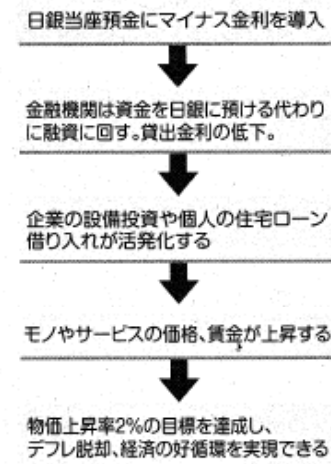 日銀当座預金にマイナス金利を導入
金融機関は資金を日銀に預ける代わり
に融資に回す。貸出金利の低下。
企業の設備投資や個人の住宅ローン
借り入れが活発化する
モノやサービスの価格、賃金が上昇する
物価上昇率2%の目標を達成し、
デフレ脱却、経済の好循環を実現できる